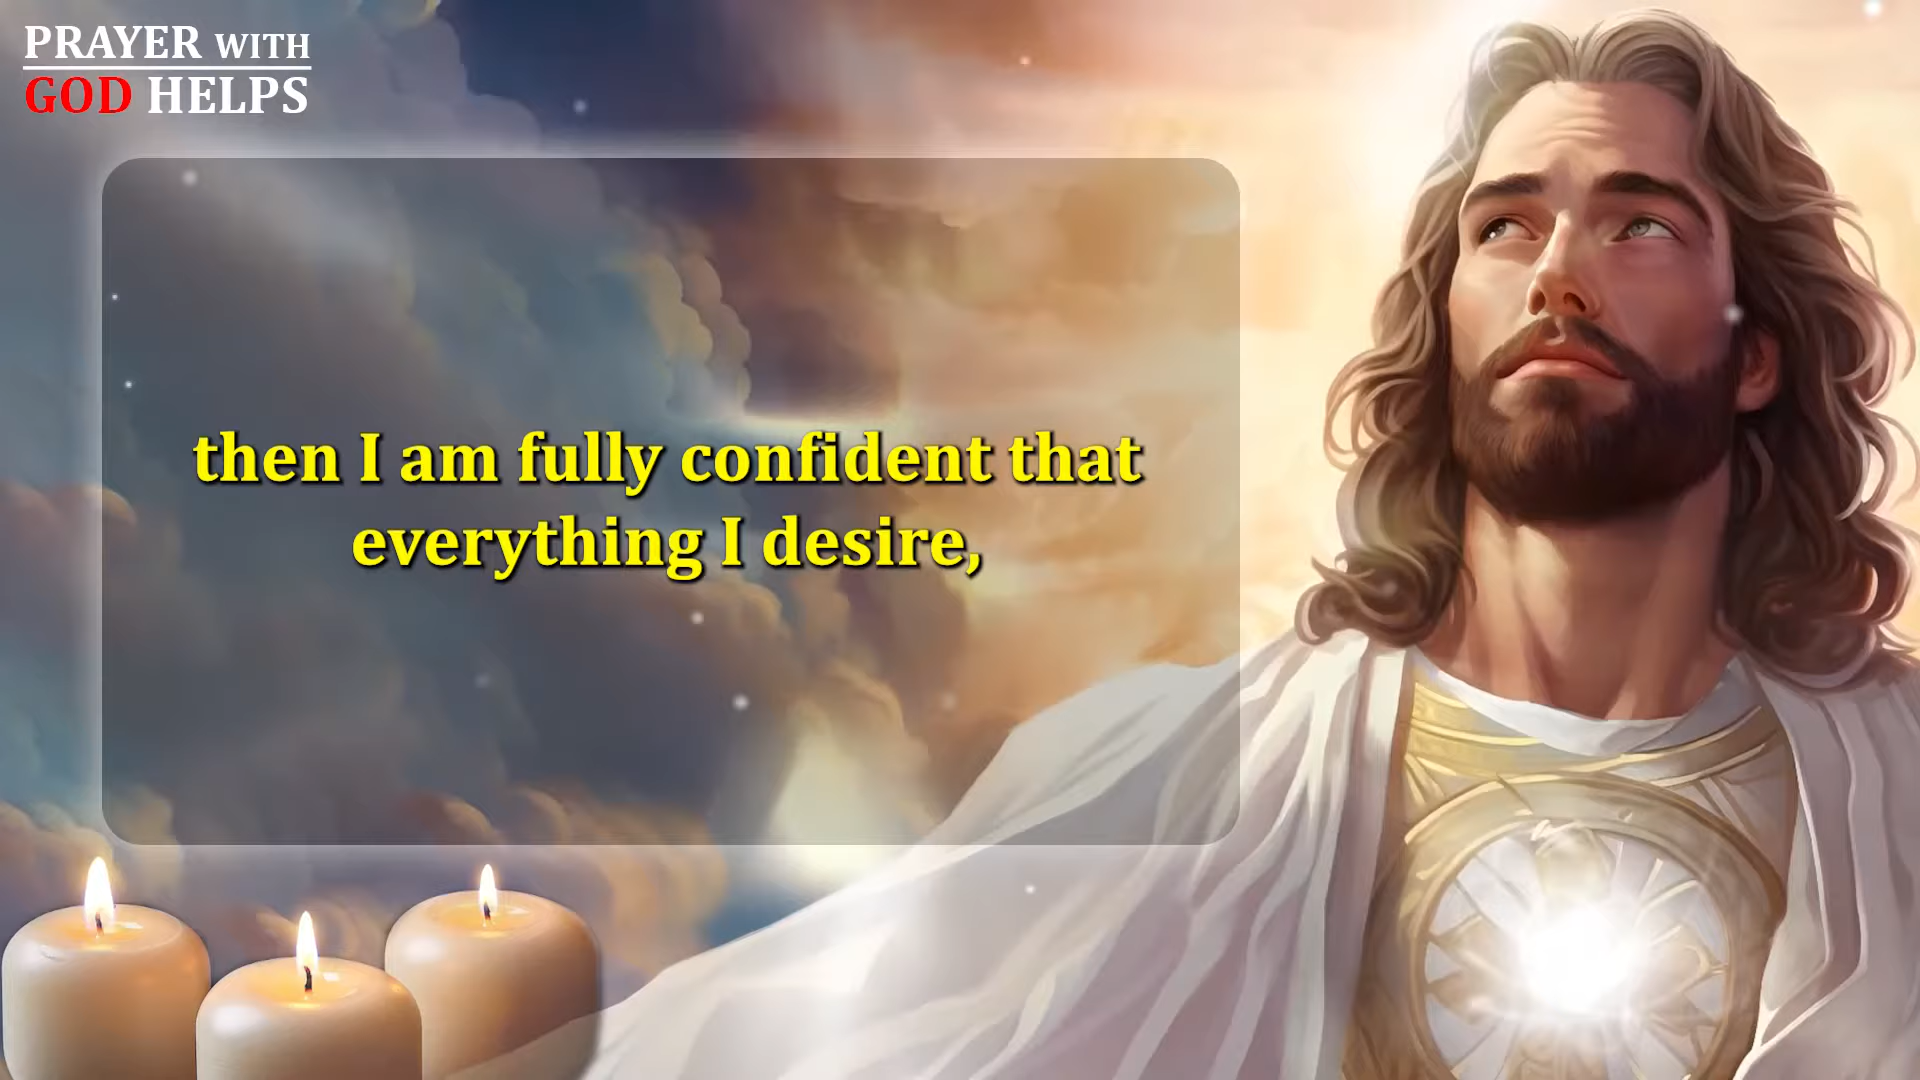 PRAYER WITH
GOD HELPS
then I am fully confident that
everything I desire,